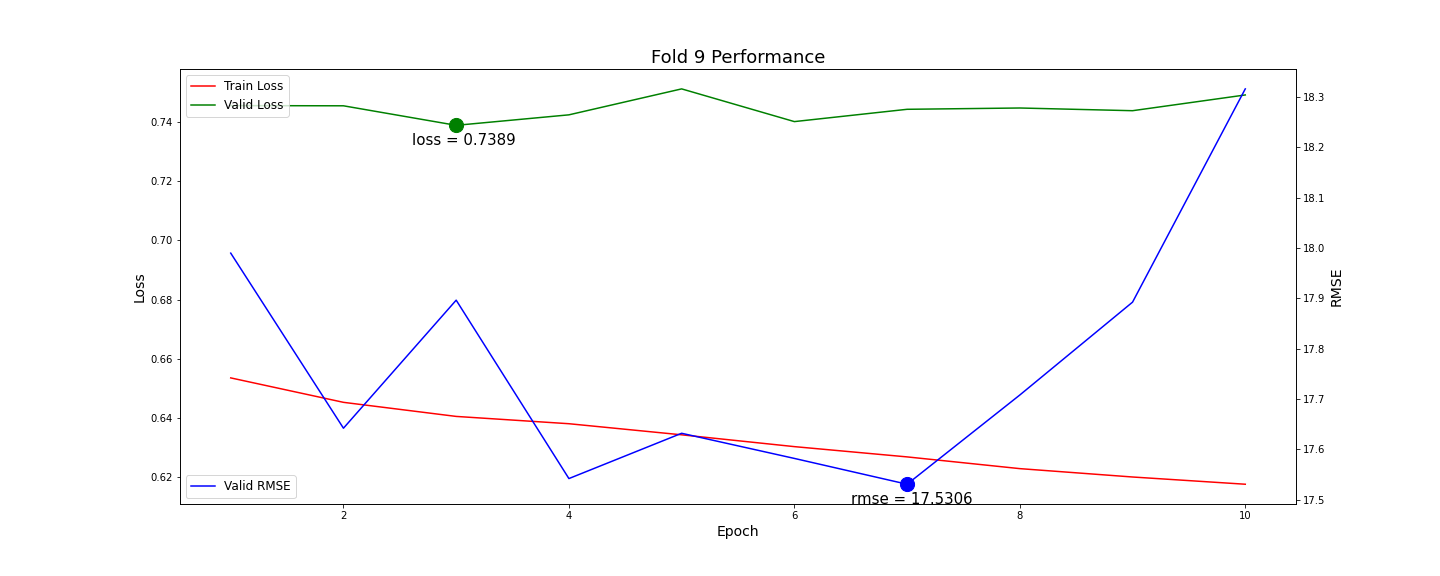 Fold 9 Performance
Train Loss
Valid Loss
loss = 0.7389
Loss
0.74
0.72
0.70
0.68
0.66
0.64
0.62
Valid RMSE
rmse = 17.5306
18.3
18.2
18.1
18.0
17.9
17.8
17.7
17.6
17.5
RMSE
2 4 6 8 10
Epoch